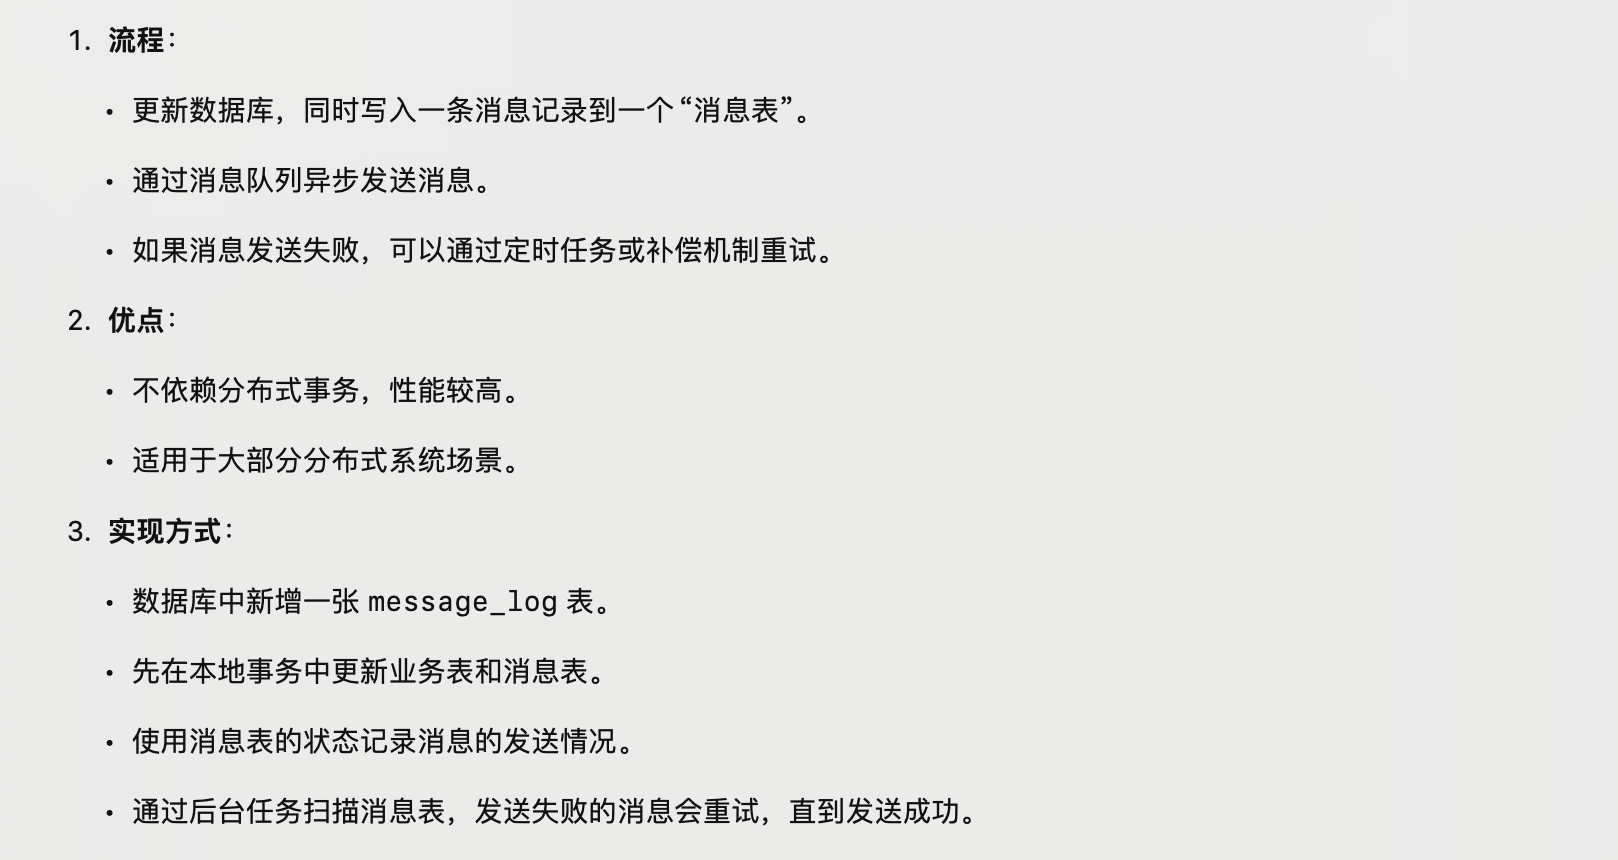 1. 流程：
• 更新数据库，同时写入一条消息记录到一个“消息表”。
• 通过消息队列异步发送消息。
• 如果消息发送失败，可以通过定时任务或补偿机制重试。
2. 优点：
• 不依赖分布式事务，性能较高。
• 适用于大部分分布式系统场景。
3. 实现方式：
• 数据库中新增一张 message_log 表。
• 先在本地事务中更新业务表和消息表。
• 使用消息表的状态记录消息的发送情况。
• 通过后台任务扫描消息表，发送失败的消息会重试，直到发送成功。